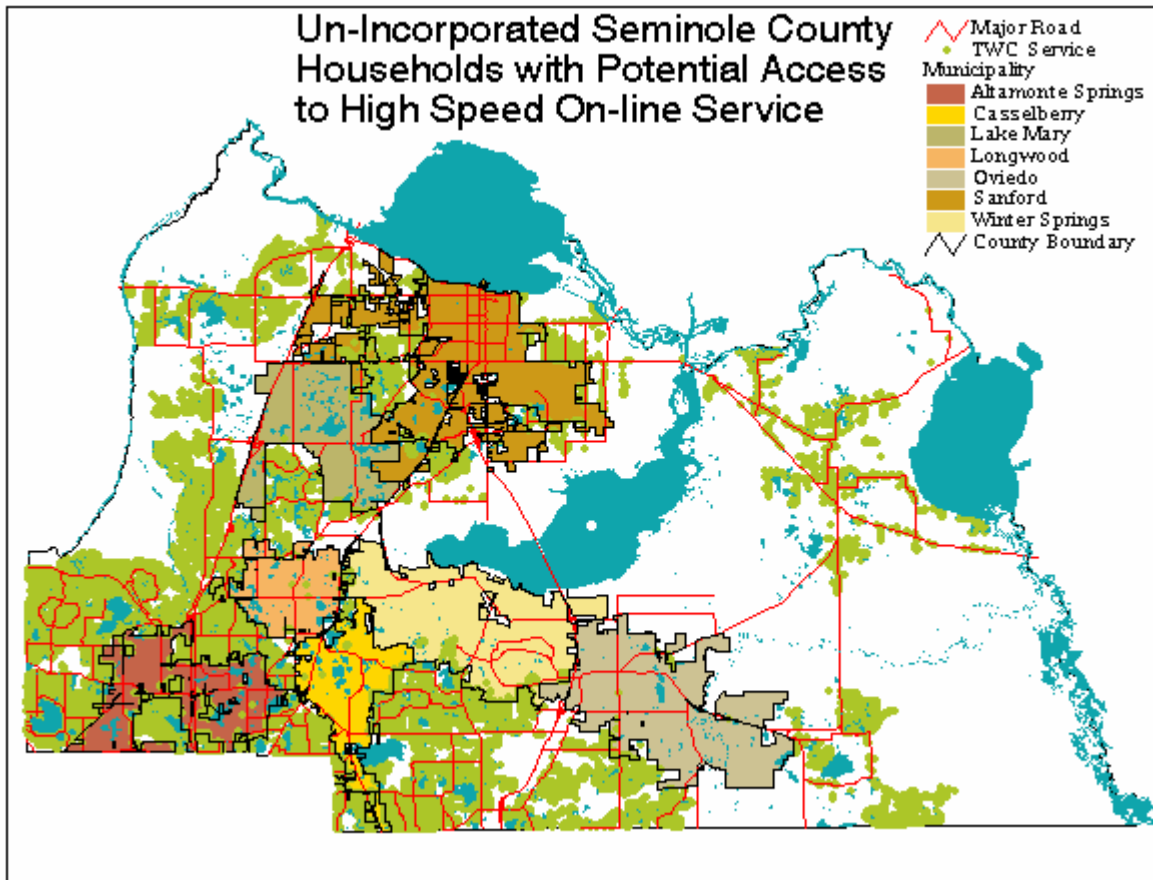 Un-Incorporated Seminole County
Households with Potential Access
to High Speed On-line Service
Major Road
TWC Service
Municipality
Altamonte Springs
Casselberry
Lake Mary
Longwood
Oviedo
Sanford
Winter Springs
County Boundary